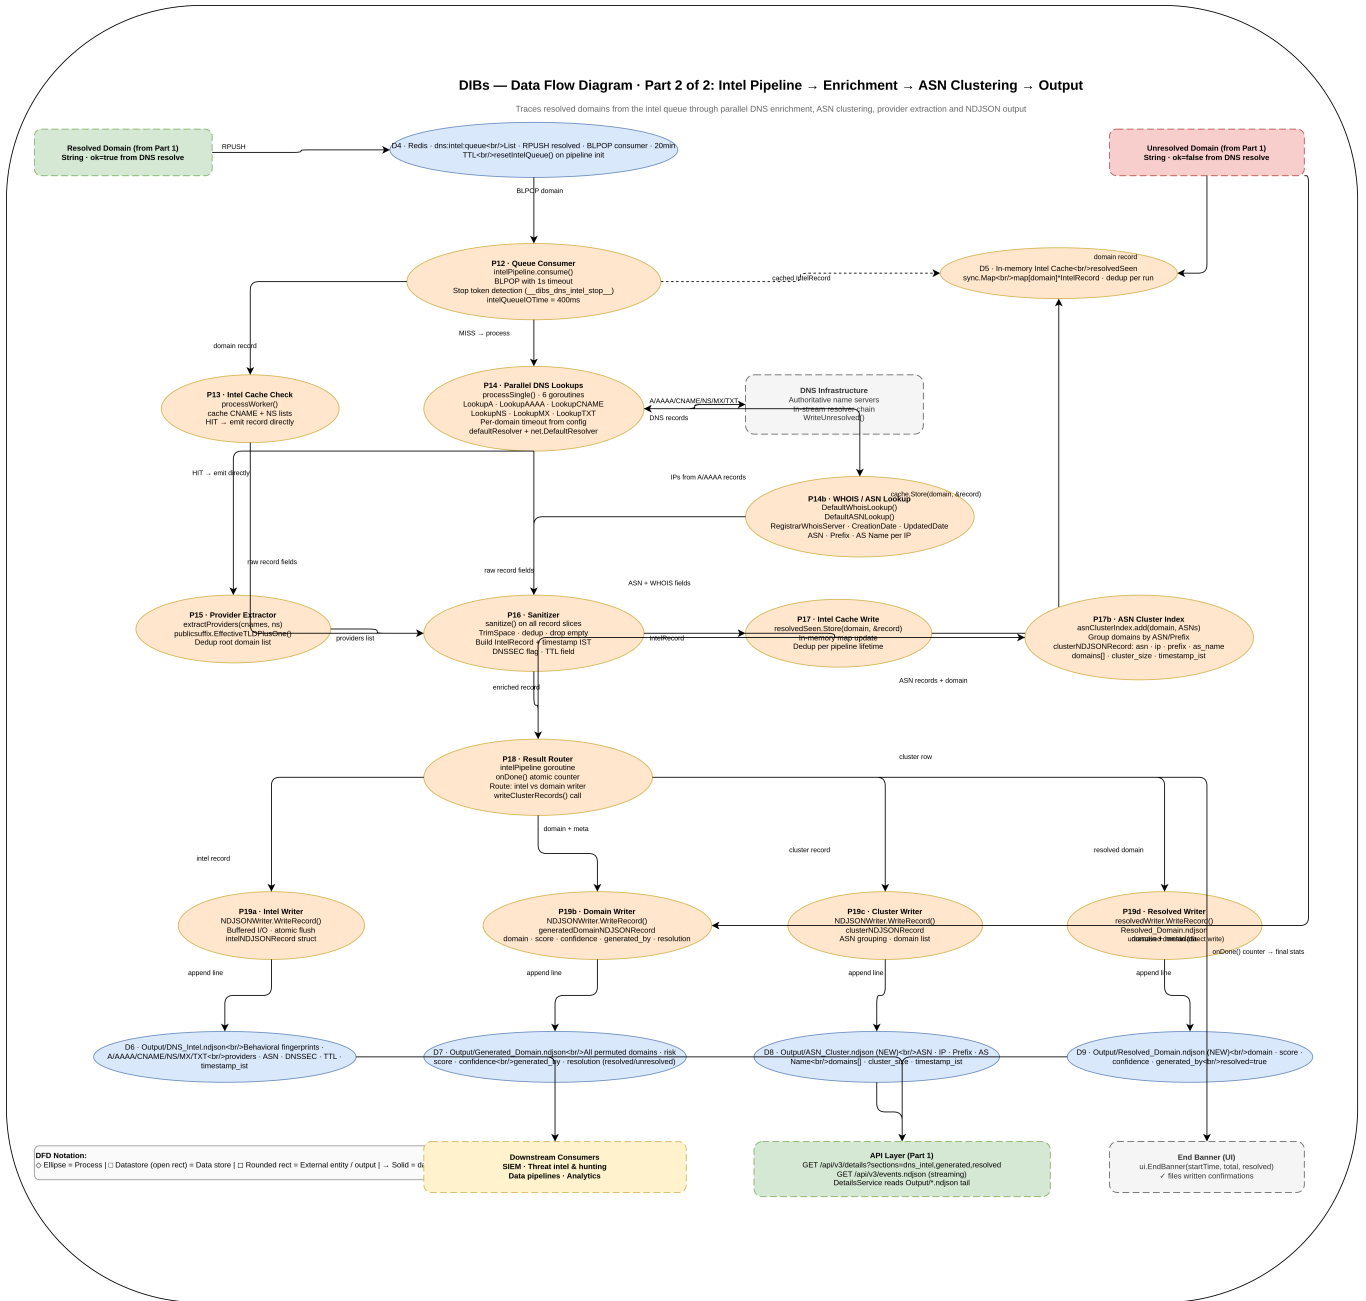 DIBs — Data Flow Diagram · Part 2 of 2: Intel Pipeline → Enrichment → ASN Clustering → Output
Traces resolved domains from the intel queue through parallel DNS enrichment, ASN clustering, provider extraction and NDJSON output
Resolved Domain (from Part 1)
String · ok=true from DNS resolve
RPUSH
D4 · Redis · dns:intel:queue<br/>List · RPUSH resolved · BLPOP consumer · 20min
TTL<br/>resetIntelQueue() on pipeline init
Unresolved Domain (from Part 1)
String · ok=false from DNS resolve
BLPOP domain
P12 · Queue Consumer
intelPipeline.consume()
BLPOP with 1s timeout
Stop token detection (__dibs_dns_intel_stop__)
intelQueueIOTime = 400ms
cached IntelRecord
domain record
D5 · In-memory Intel Cache<br/>resolvedSeen
sync.Map<br/>map[domain]*IntelRecord · dedup per run
MISS → process
domain record
P13 · Intel Cache Check
processWorker()
cache CNAME + NS lists
HIT → emit record directly
P14 · Parallel DNS Lookups
processSingle() · 6 goroutines
LookupA · LookupAAAA · LookupCNAME
LookupNS · LookupMX · LookupTXT
Per-domain timeout from config
defaultResolver + net.DefaultResolver
A/AAAA/CNAME/NS/MX/TXT
DNS records
DNS Infrastructure
Authoritative name servers
In-stream resolver chain
WriteUnresolved()
HIT → emit directly
IPs from A/AAAA records
cache.Store(domain, &record)
P14b · WHOIS / ASN Lookup
DefaultWhoisLookup()
DefaultASNLookup()
RegistrarWhoisServer · CreationDate · UpdatedDate
ASN · Prefix · AS Name per IP
raw record fields
raw record fields
ASN + WHOIS fields
P15 · Provider Extractor
extractProviders(cnames, ns)
publicsuffix.EffectiveTLDPlusOne()
Dedup root domain list
providers list
P16 · Sanitizer
sanitize() on all record slices
TrimSpace · dedup · drop empty
Build IntelRecord + timestamp IST
DNSSEC flag · TTL field
IntelRecord
P17 · Intel Cache Write
resolvedSeen.Store(domain, &record)
In-memory map update
Dedup per pipeline lifetime
P17b · ASN Cluster Index
asnClusterIndex.add(domain, ASNs)
Group domains by ASN/Prefix
clusterNDJSONRecord: asn · ip · prefix · as_name
domains[] · cluster_size · timestamp_ist
enriched record
ASN records + domain
P18 · Result Router
intelPipeline goroutine
onDone() atomic counter
Route: intel vs domain writer
writeClusterRecords() call
cluster row
domain + meta
intel record
cluster record
resolved domain
P19a · Intel Writer
NDJSONWriter.WriteRecord()
Buffered I/O · atomic flush
intelNDJSONRecord struct
P19b · Domain Writer
NDJSONWriter.WriteRecord()
generatedDomainNDJSONRecord
domain · score · confidence · generated_by · resolution
P19c · Cluster Writer
NDJSONWriter.WriteRecord()
clusterNDJSONRecord
ASN grouping · domain list
P19d · Resolved Writer
resolvedWriter.WriteRecord()
Resolved_Domain.ndjson
onDone() counter → final stats
append line
append line
append line
append line
D6 · Output/DNS_Intel.ndjson<br/>Behavioral fingerprints ·
A/AAAA/CNAME/NS/MX/TXT<br/>providers · ASN · DNSSEC · TTL ·
timestamp_ist
D7 · Output/Generated_Domain.ndjson<br/>All permuted domains · risk
score · confidence<br/>generated_by · resolution (resolved/unresolved)
D8 · Output/ASN_Cluster.ndjson (NEW)<br/>ASN · IP · Prefix · AS
Name<br/>domains[] · cluster_size · timestamp_ist
D9 · Output/Resolved_Domain.ndjson (NEW)<br/>domain · score ·
confidence · generated_by<br/>resolved=true
DFD Notation:
◇ Ellipse = Process | □ Datastore (open rect) = Data store | □ Rounded rect = External entity / output | → Solid =
Downstream Consumers
SIEM · Threat intel & hunting
Data pipelines · Analytics
API Layer (Part 1)
GET /api/v3/details?sections=dns_intel,generated,resolved
GET /api/v3/events.ndjson (streaming)
DetailsService reads Output/*.ndjson tail
End Banner (UI)
ui.EndBanner(startTime, total, resolved)
✓ files written confirmations